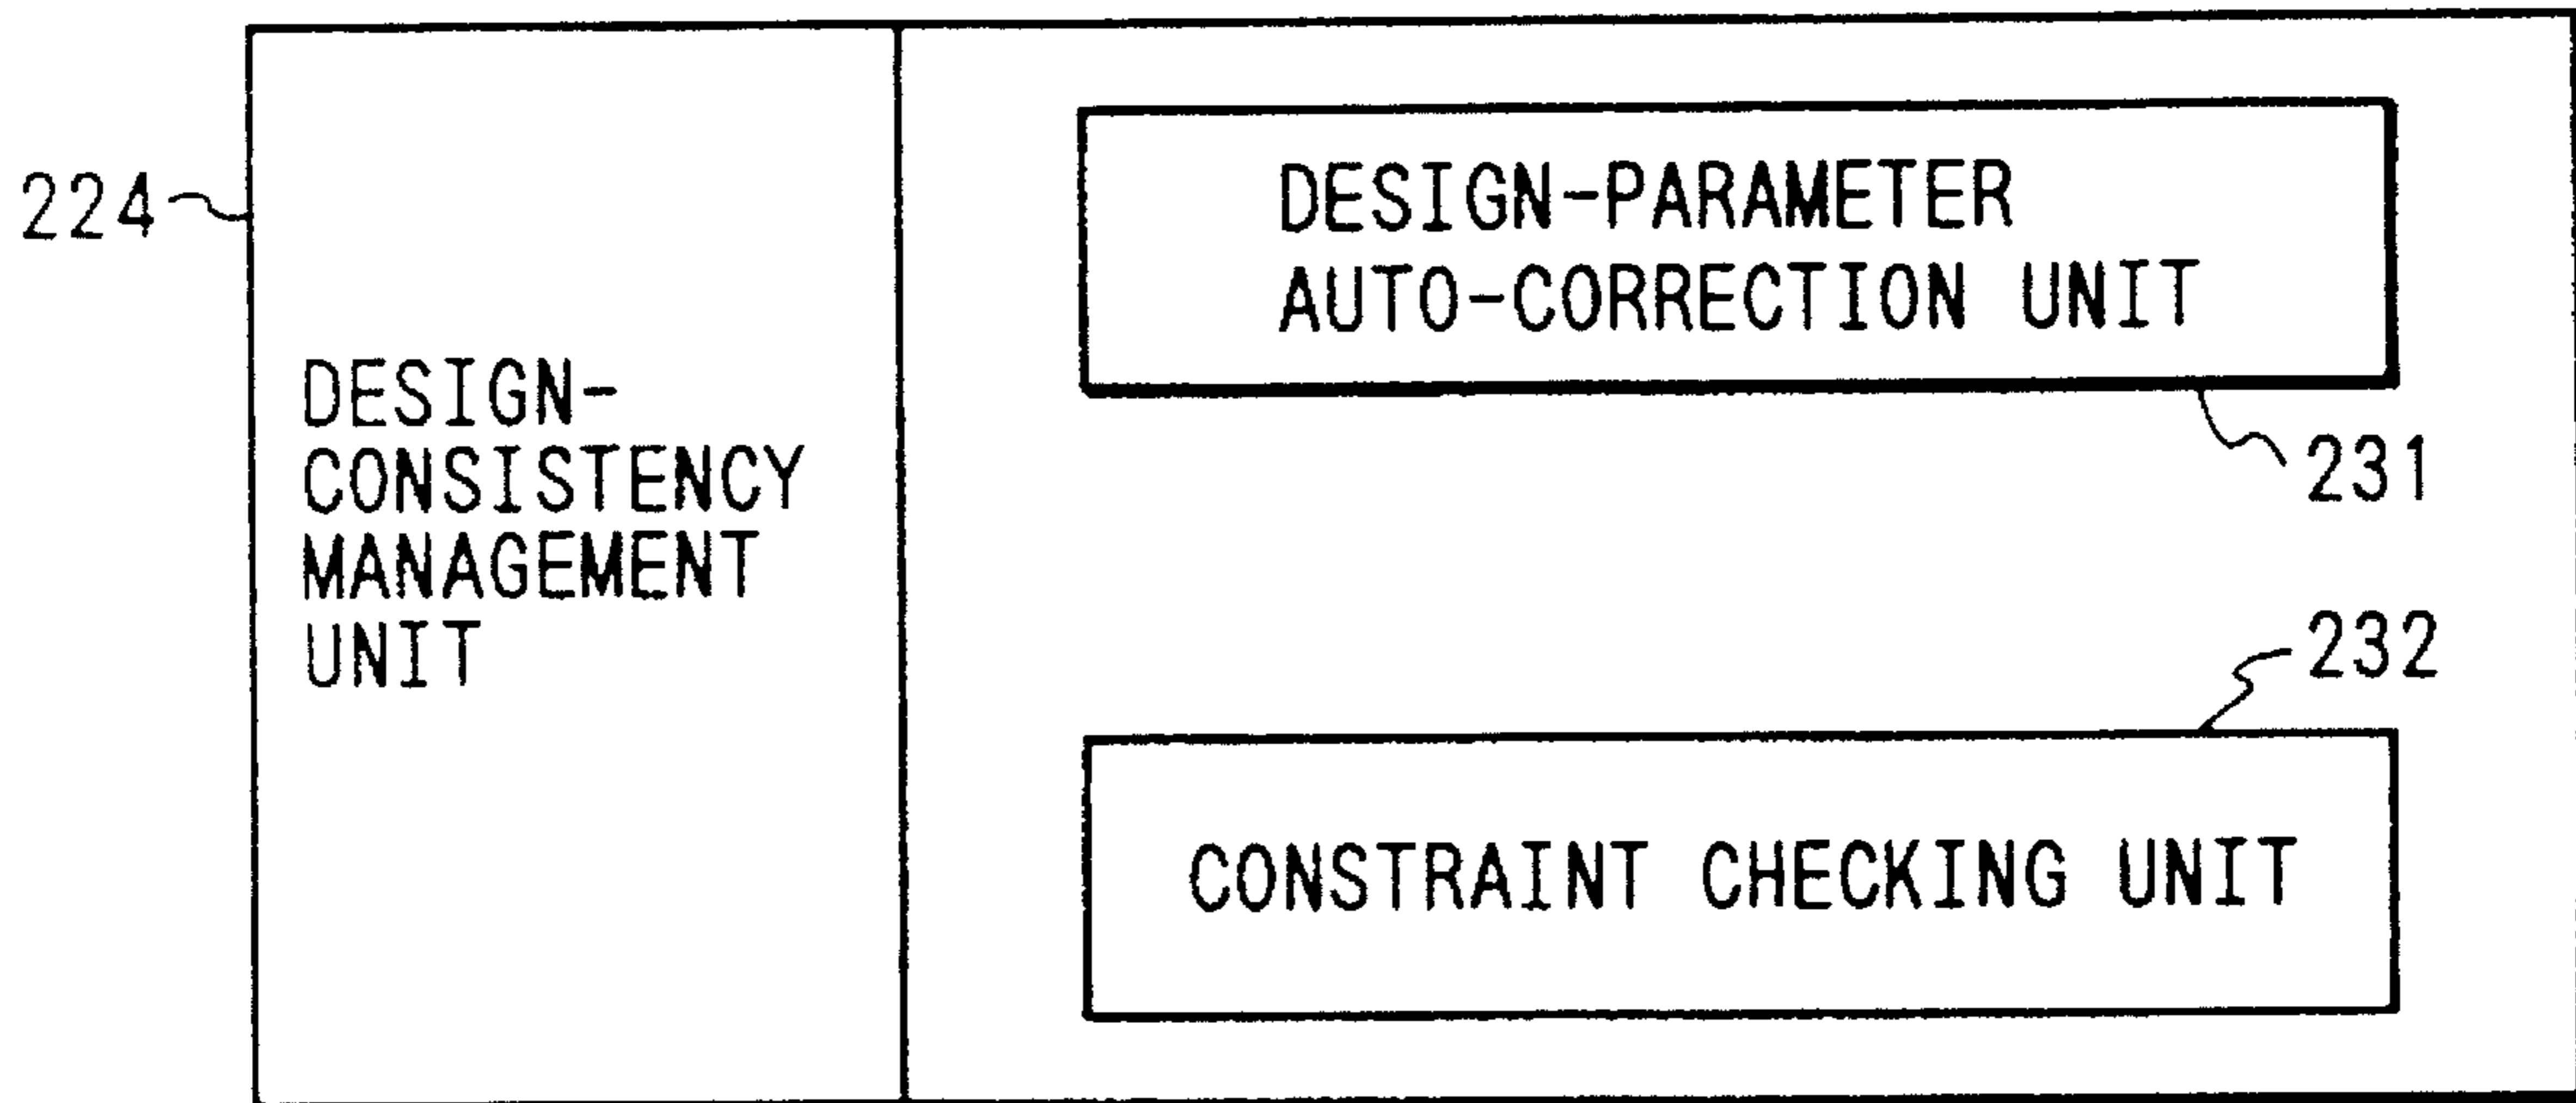 224
DESIGN-
CONSISTENCY
MANAGEMENT
UNIT
DESIGN-PARAMETER
AUTO-CORRECTION UNIT
231
232
CONSTRAINT CHECKING UNIT